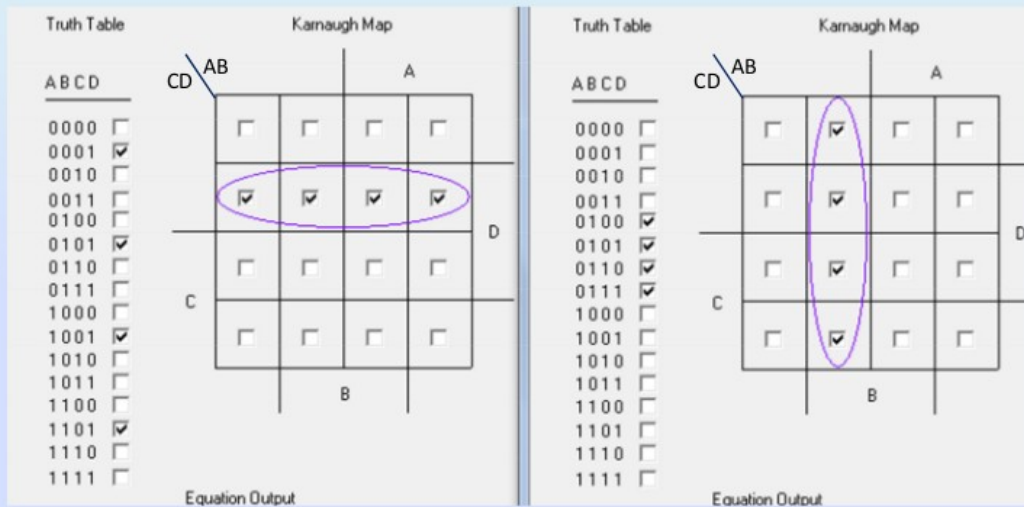 Truth Table
Karnaugh Map
AB
CD
A
A B C D
0000
0001
0010
0011
0100
0101
0110
0111
1000
1001
1010
1011
1100
1101
1110
1111
D
C
B
Equation Output
Truth Table
Karnaugh Map
AB
CD
A
A B C D
0000
0001
0010
0011
0100
0101
0110
0111
1000
1001
1010
1011
1100
1101
1110
1111
D
C
B
Equation Output